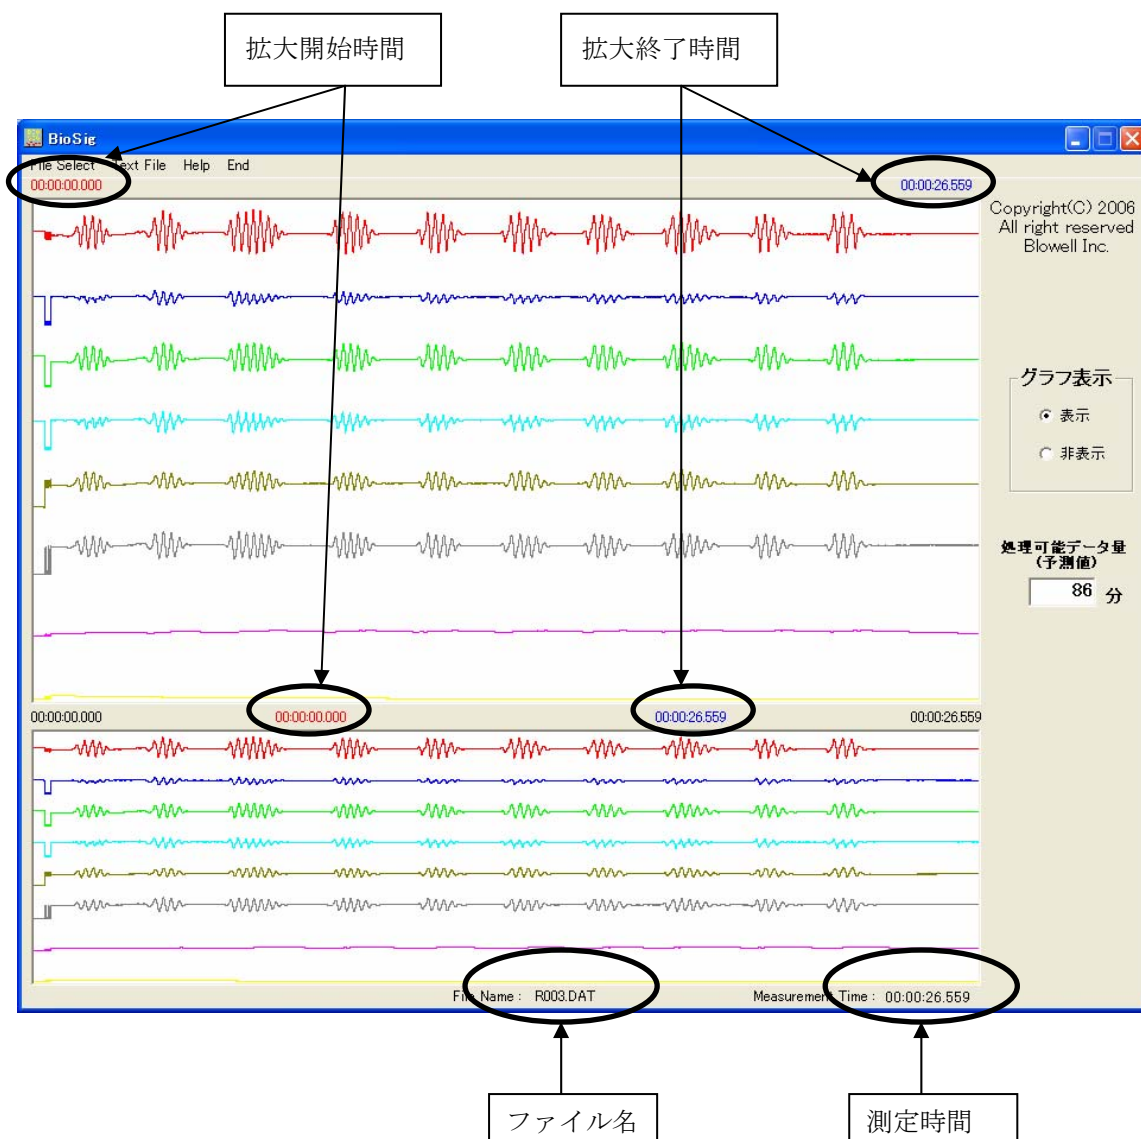 拡大開始時間
拡大終了時間
BioSig
File Select Text File Help End
00:00:00.000
00:00:26.559
Copyright(C) 2006
All right reserved
Blowell Inc.
グラフ表示
表示
非表示
処理可能データ量
(予測値)
86 分
00:00:00.000 00:00:00.000 00:00:26.559 00:00:26.559
File Name : R003.DAT Measurement Time : 00:00:26.559
ファイル名
測定時間